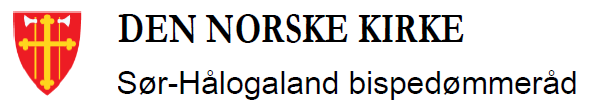 DEN NORSKE KIRKE
Sør-Hålogaland bispedømmeråd